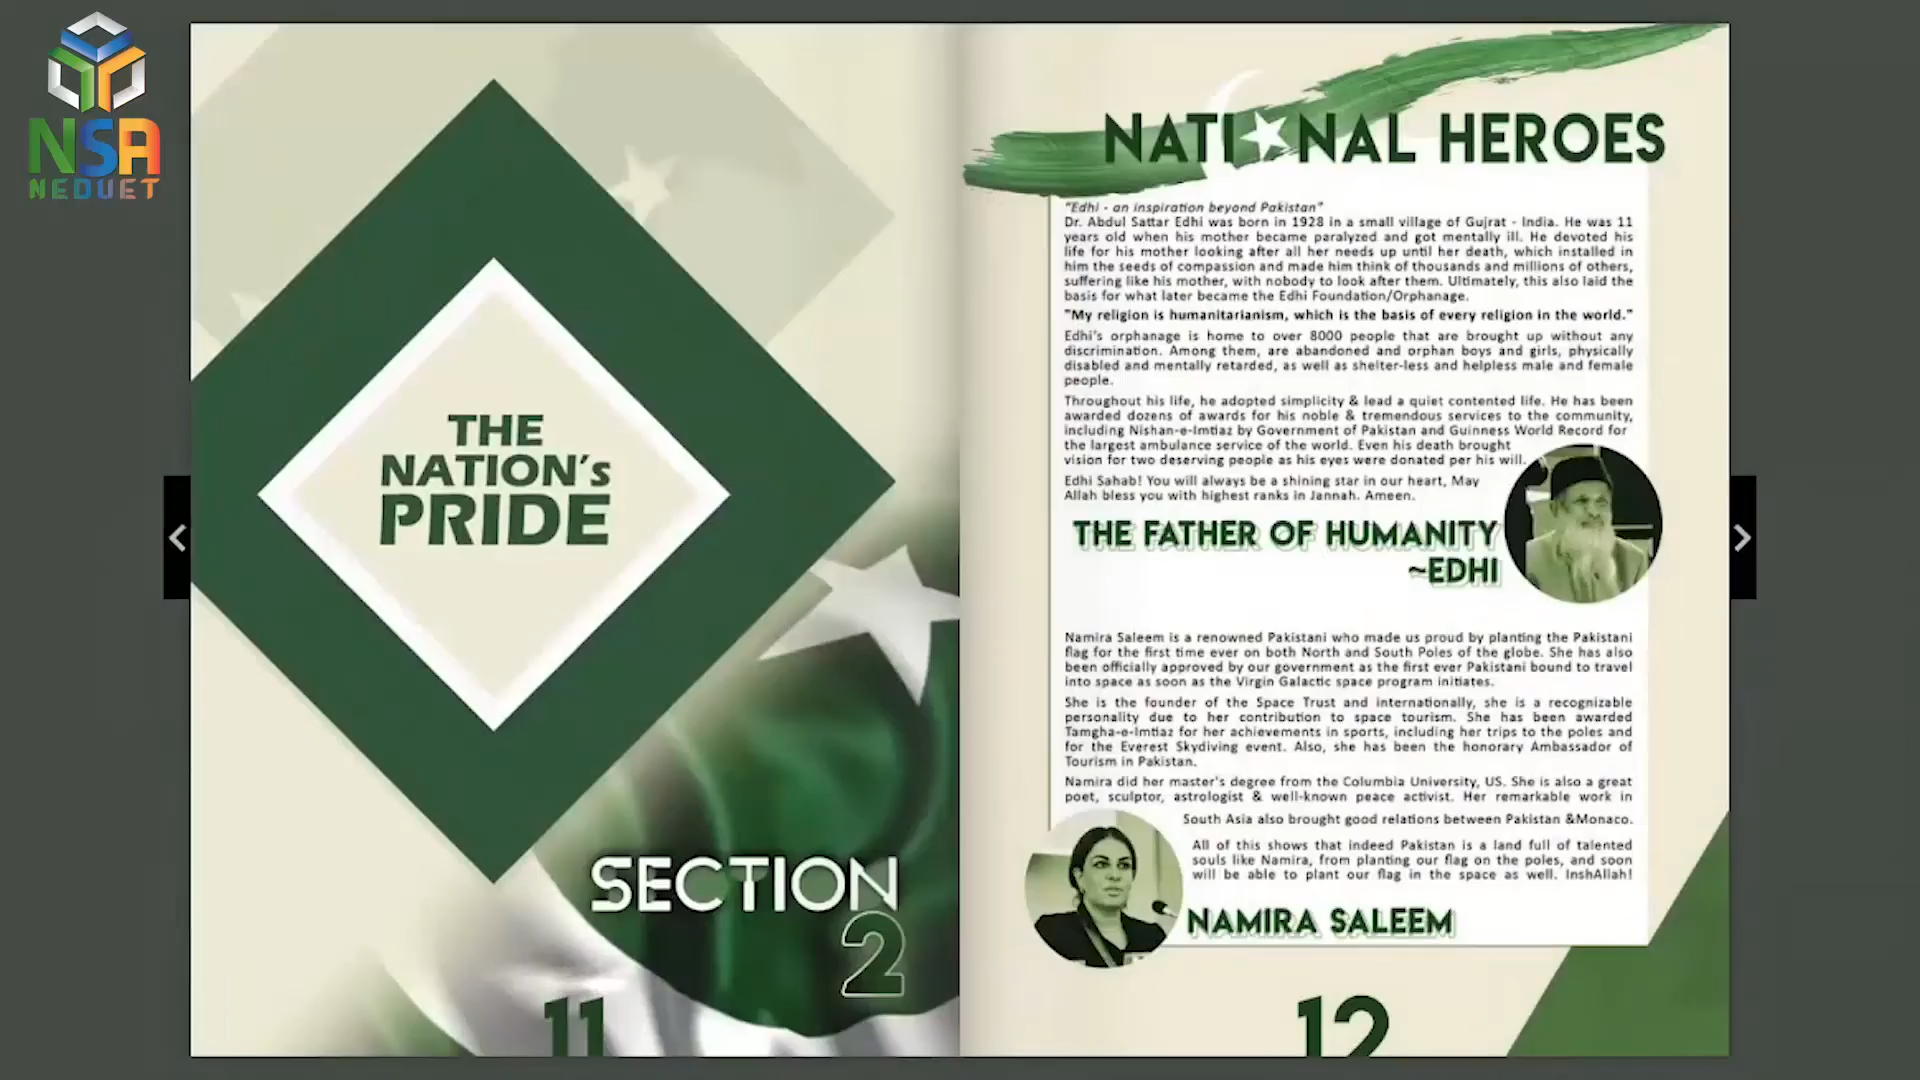 NSA
NEDUET
THE
NATION's
PRIDE
SECTION
2
11
NATIONAL HEROES
"Edhi - an inspiration beyond Pakistan"
Dr. Abdul Sattar Edhi was born in 1928 in a small village of Gujrat - India. He was 11
years old when his mother became paralyzed and got mentally ill. He devoted his
life for his mother looking after all her needs up until her death, which installed in
him the seeds of compassion and made him think of thousands and millions of others,
suffering like his mother, with nobody to look after them. Ultimately, this also laid the
basis for what later became the Edhi Foundation/Orphanage.
"My religion is humanitarianism, which is the basis of every religion in the world."
Edhi's orphanage is home to over 8000 people that are brought up without any
discrimination. Among them, are abandoned and orphan boys and girls, physically
disabled and mentally retarded, as well as shelter-less and helpless male and female
people.
Throughout his life, he adopted simplicity & lead a quiet contented life. He has been
awarded dozens of awards for his noble & tremendous services to the community,
including Nishan-e-Imtiaz by Government of Pakistan and Guinness World Record for
the largest ambulance service of the world. Even his death brought
vision for two deserving people as his eyes were donated per his will.
Edhi Sahab! You will always be a shining star in our heart, May
Allah bless you with highest ranks in Jannah. Ameen.
THE FATHER OF HUMANITY
~EDHI
Namira Saleem is a renowned Pakistani who made us proud by planting the Pakistani
flag for the first time ever on both North and South Poles of the globe. She has also
been officially approved by our government as the first ever Pakistani bound to travel
into space as soon as the Virgin Galactic space program initiates.
She is the founder of the Space Trust and internationally, she is a recognizable
personality due to her contribution to space tourism. She has been awarded
Tamgha-e-Imtiaz for her achievements in sports, including her trips to the poles and
for the Everest Skydiving event. Also, she has been the honorary Ambassador of
Tourism in Pakistan.
Namira did her master's degree from the Columbia University, US. She is also a great
poet, sculptor, astrologist & well-known peace activist. Her remarkable work in
South Asia also brought good relations between Pakistan &Monaco.
All of this shows that indeed Pakistan is a land full of talented
souls like Namira, from planting our flag on the poles, and soon
will be able to plant our flag in the space as well. InshAllah!
NAMIRA SALEEM
12